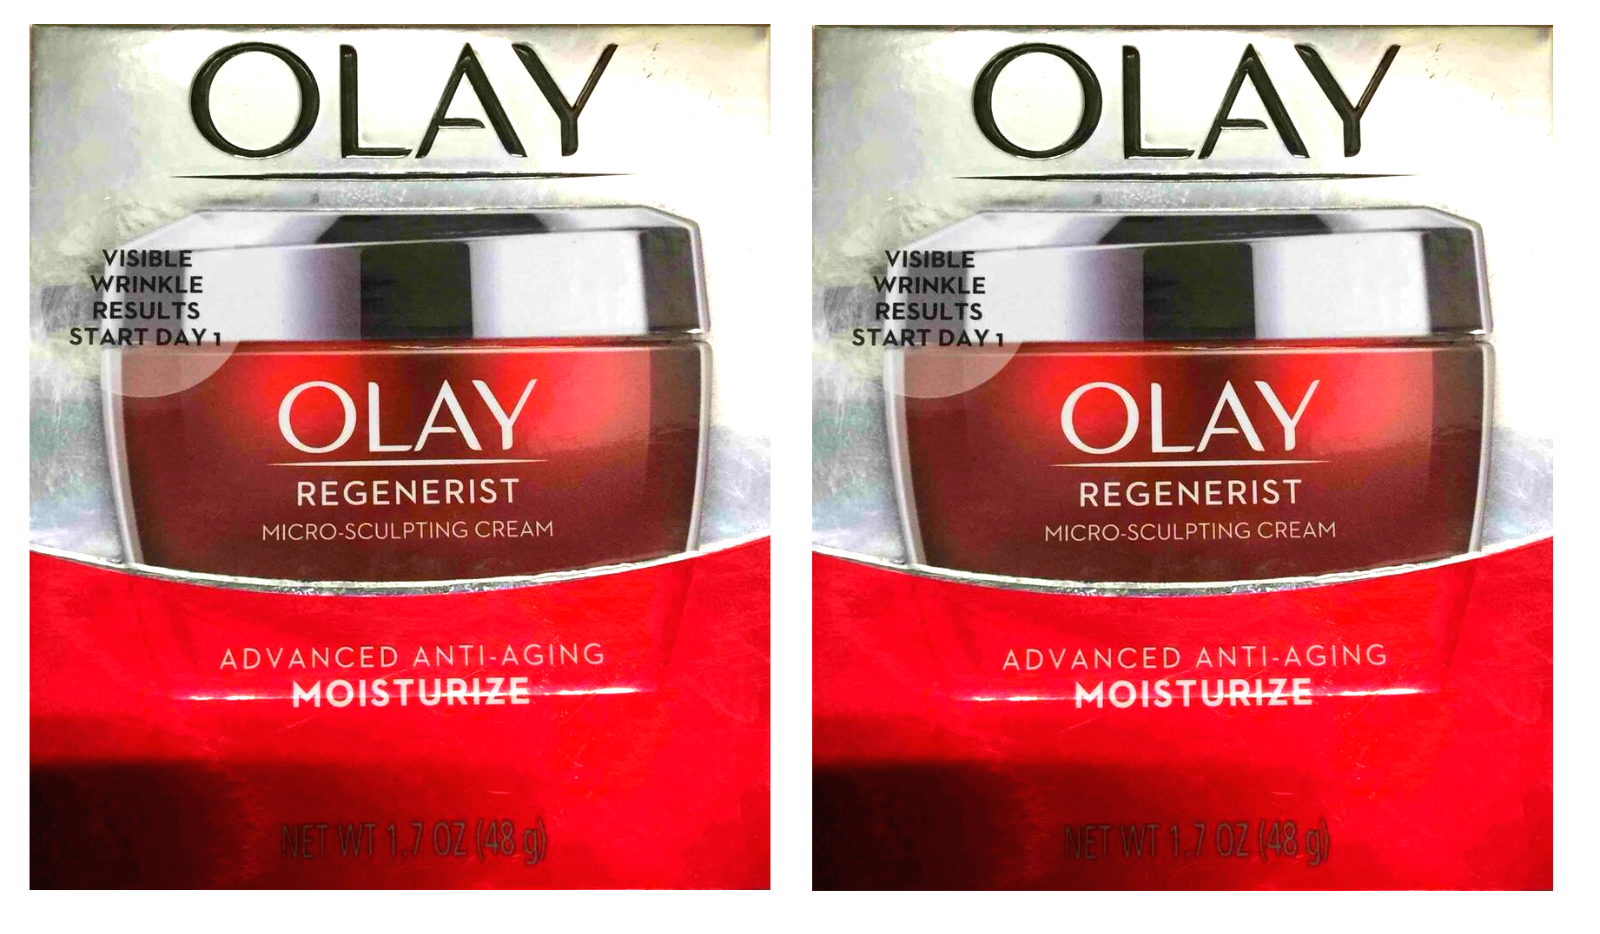 OLAY
VISIBLE
WRINKLE
RESULTS
START DAY 1
OLAY
REGENERIST
MICRO-SCULPTING CREAM
ADVANCED ANTI-AGING
MOISTURIZE
NET WT 1.7 OZ (48 g)
OLAY
VISIBLE
WRINKLE
RESULTS
START DAY 1
OLAY
REGENERIST
MICRO-SCULPTING CREAM
ADVANCED ANTI-AGING
MOISTURIZE
NET WT 1.7 OZ (48 g)